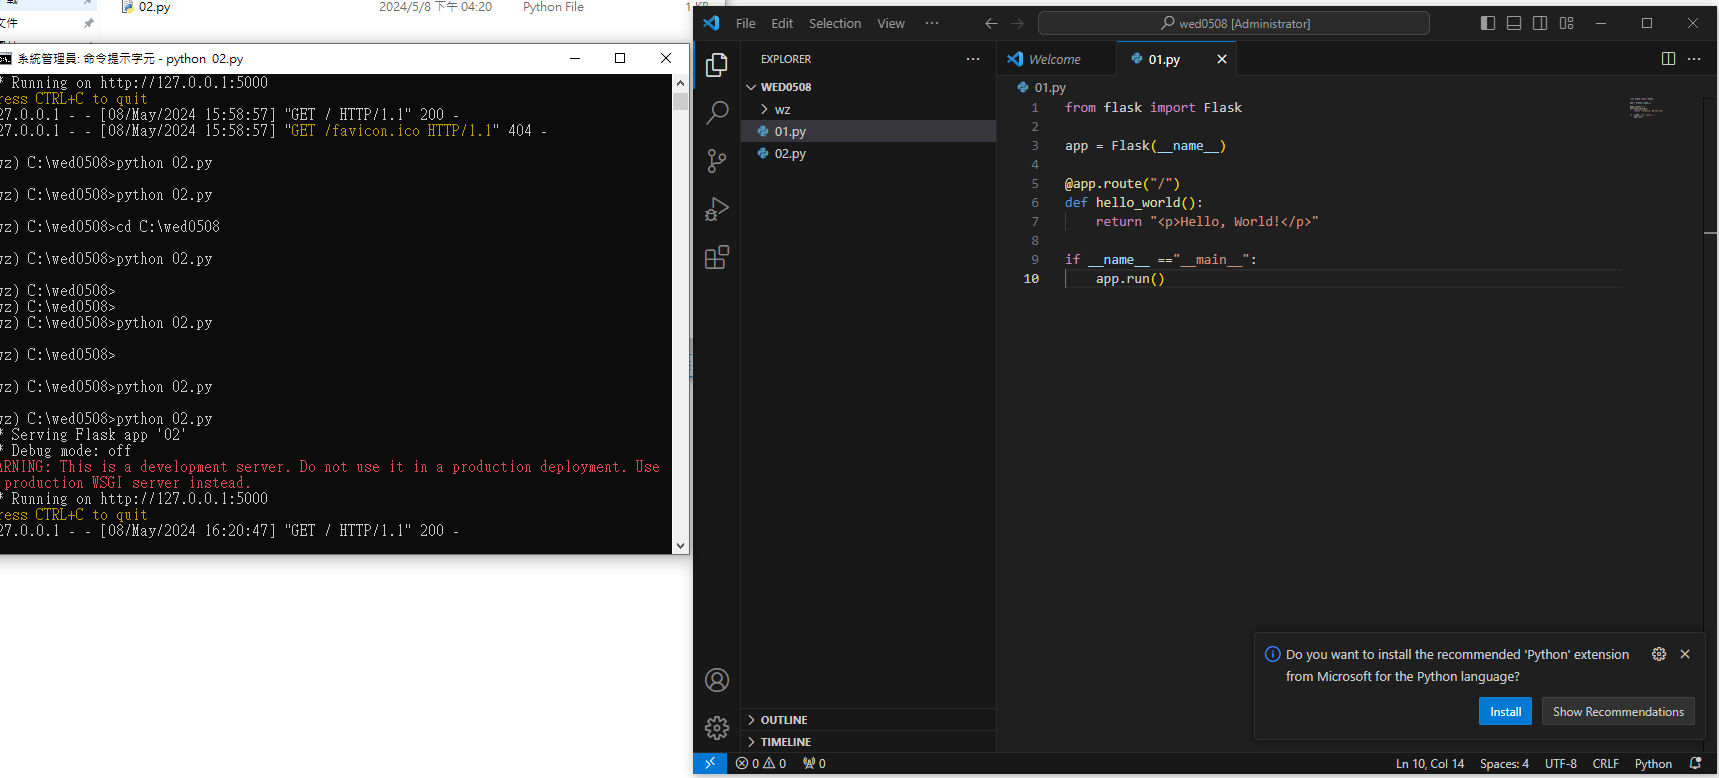 02.py 2024/5/8 下午 04:20 Python File 1 KB
文件
系統管理員: 命令提示字元 - python 02.py
* Running on http://127.0.0.1:5000
ress CTRL+C to quit
27.0.0.1 - - [08/May/2024 15:58:57] "GET / HTTP/1.1" 200 -
27.0.0.1 - - [08/May/2024 15:58:57] "GET /favicon.ico HTTP/1.1" 404 -
wz) C:\wed0508>python 02.py
wz) C:\wed0508>python 02.py
wz) C:\wed0508>cd C:\wed0508
wz) C:\wed0508>python 02.py
wz) C:\wed0508>
wz) C:\wed0508>
wz) C:\wed0508>python 02.py
wz) C:\wed0508>
wz) C:\wed0508>python 02.py
wz) C:\wed0508>python 02.py
* Serving Flask app '02'
* Debug mode: off
ARNING: This is a development server. Do not use it in a production deployment. Use
production WSGI server instead.
* Running on http://127.0.0.1:5000
ress CTRL+C to quit
27.0.0.1 - - [08/May/2024 16:20:47] "GET / HTTP/1.1" 200 -
File Edit Selection View ···
wed0508 [Administrator]
EXPLORER ···
WED0508
wz
01.py
02.py
OUTLINE
TIMELINE
Welcome
01.py
01.py
1 from flask import Flask
2
3 app = Flask(__name__)
4
5 @app.route("/")
6 def hello_world():
7 return "<p>Hello, World!</p>"
8
9 if __name__ =="__main__":
10 app.run()
Do you want to install the recommended 'Python' extension
from Microsoft for the Python language?
Install Show Recommendations
0 0 0 Ln 10, Col 14 Spaces: 4 UTF-8 CRLF Python